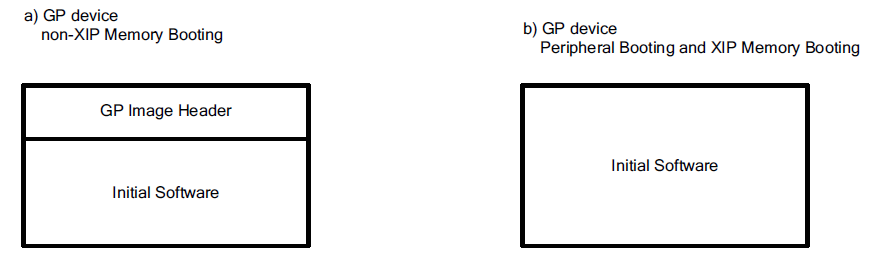 a) GP device
non-XIP Memory Booting
GP Image Header
Initial Software
b) GP device
Peripheral Booting and XIP Memory Booting
Initial Software